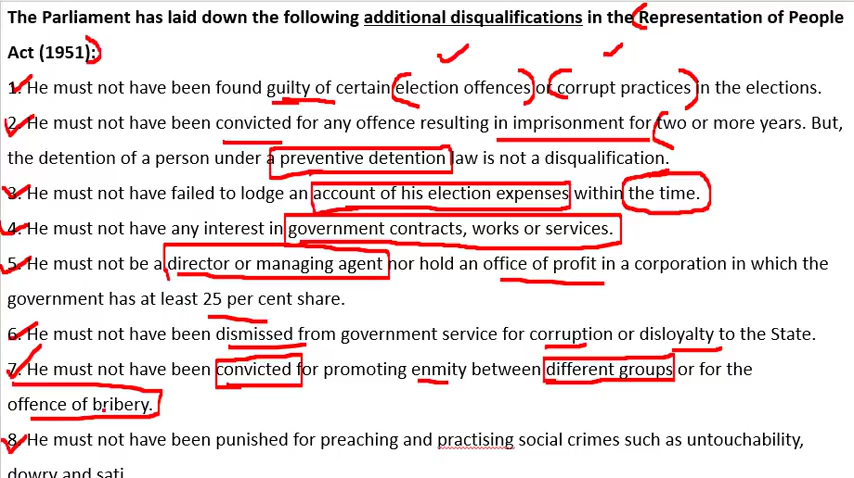 The Parliament has laid down the following additional disqualifications in the Representation of People
Act (1951):
1. He must not have been found guilty of certain election offences or corrupt practices in the elections.
2. He must not have been convicted for any offence resulting in imprisonment for two or more years. But,
the detention of a person under a preventive detention law is not a disqualification.
3. He must not have failed to lodge an account of his election expenses within the time.
4. He must not have any interest in government contracts, works or services.
5. He must not be a director or managing agent nor hold an office of profit in a corporation in which the
government has at least 25 per cent share.
6. He must not have been dismissed from government service for corruption or disloyalty to the State.
7. He must not have been convicted for promoting enmity between different groups or for the
offence of bribery.
8. He must not have been punished for preaching and practising social crimes such as untouchability,
dowry and sati